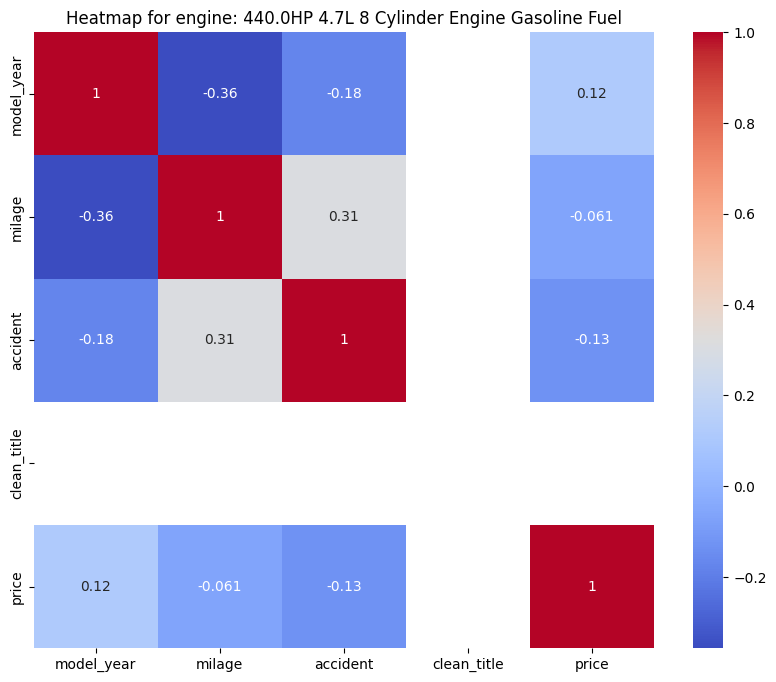 Heatmap for engine: 440.0HP 4.7L 8 Cylinder Engine Gasoline Fuel
model_year
1
-0.36
-0.18
0.12
milage
-0.36
1
0.31
-0.061
accident
-0.18
0.31
1
-0.13
clean_title
price
0.12
-0.061
-0.13
1
model_year
milage
accident
clean_title
price
1.0
0.8
0.6
0.4
0.2
0.0
−0.2